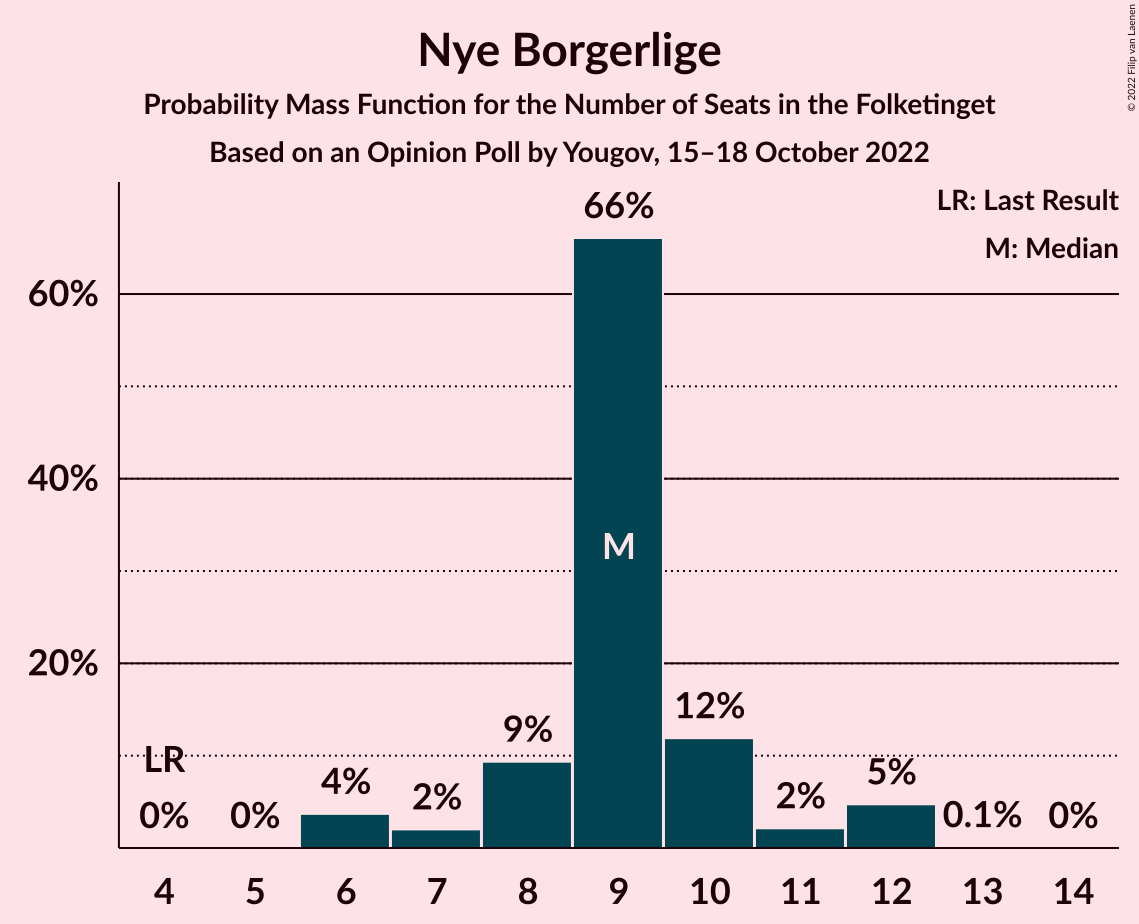 Nye Borgerlige
Probability Mass Function for the Number of Seats in the Folketinget
Based on an Opinion Poll by Yougov, 15–18 October 2022
© 2022 Filip van Laenen
LR: Last Result
M: Median
66%
60%
40%
M
20%
12%
9%
LR
5%
4%
2%
2%
0%
0%
0.1%
0%
4 5 6 7 8 9 10 11 12 13 14